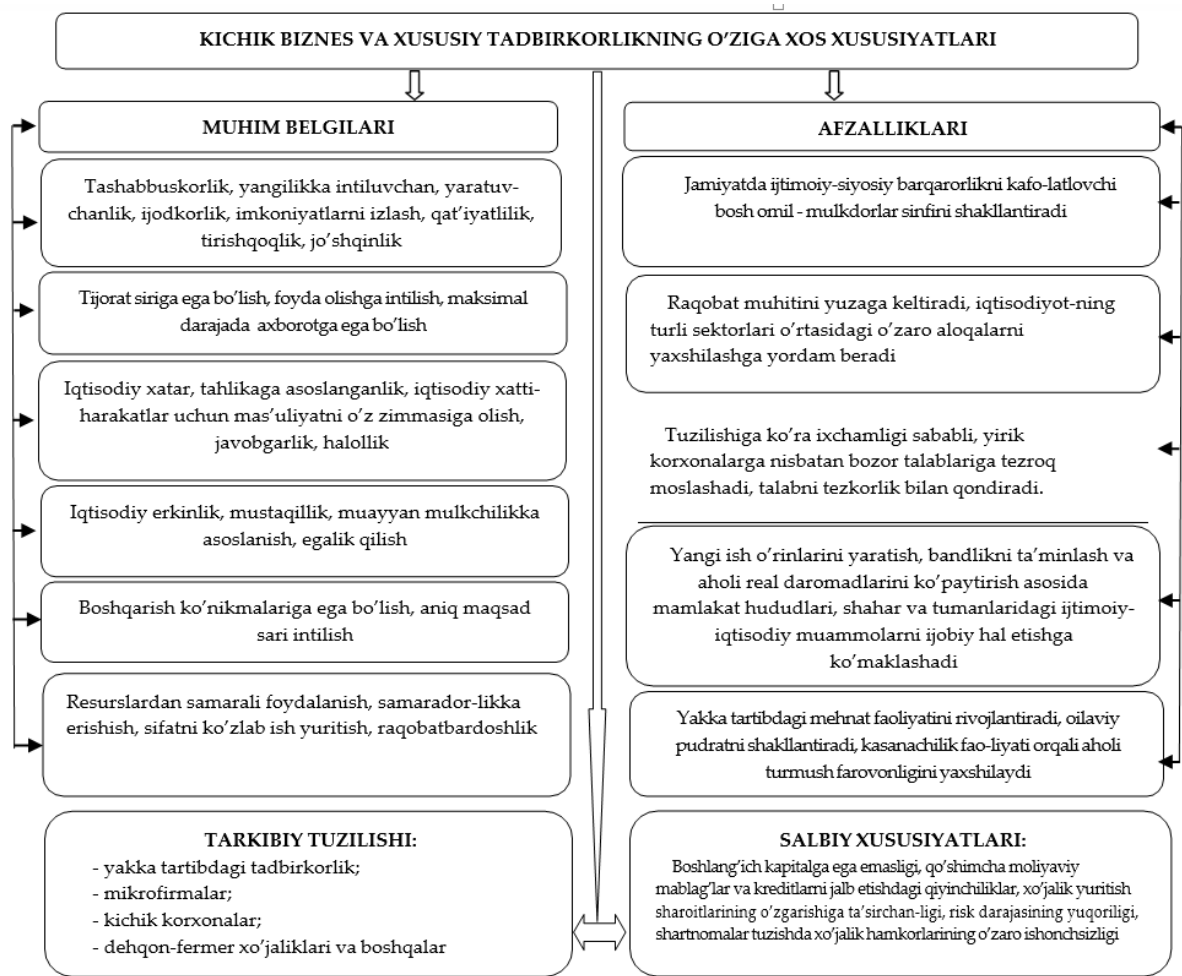 KICHIK BIZNES VA XUSUSIY TADBIRKORLIKNING O’ZIGA XOS XUSUSIYATLARI
MUHIM BELGILARI
Tashabbuskorlik, yangilikka intiluvchan, yaratuv-
chanlik, ijodkorlik, imkoniyatlarni izlash, qat’iyatlilik,
tirishqoqlik, jo’shqinlik
Tijorat siriga ega bo’lish, foyda olishga intilish, maksimal
darajada axborotga ega bo’lish
Iqtisodiy xatar, tahlikaga asoslanganlik, iqtisodiy xatti-
harakatlar uchun mas’uliyatni o’z zimmasiga olish,
javobgarlik, halollik
Iqtisodiy erkinlik, mustaqillik, muayyan mulkchilikka
asoslanish, egalik qilish
Boshqarish ko’nikmalariga ega bo’lish, aniq maqsad
sari intilish
Resurslardan samarali foydalanish, samarador-likka
erishish, sifatni ko’zlab ish yuritish, raqobatbardoshlik
AFZALLIKLARI
Jamiyatda ijtimoiy-siyosiy barqarorlikni kafo-latlovchi
bosh omil - mulkdorlar sinfini shakllantiradi
Raqobat muhitini yuzaga keltiradi, iqtisodiyot-ning
turli sektorlari o’rtasidagi o’zaro aloqalarni
yaxshilashga yordam beradi
Tuzilishiga ko’ra ixchamligi sababli, yirik
korxonalarga nisbatan bozor talablariga tezroq
moslashadi, talabni tezkorlik bilan qondiradi.
Yangi ish o’rinlarini yaratish, bandlikni ta’minlash va
aholi real daromadlarini ko’paytirish asosida
mamlakat hududlari, shahar va tumanlaridagi ijtimoiy-
iqtisodiy muammolarni ijobiy hal etishga
ko’maklashadi
Yakka tartibdagi mehnat faoliyatini rivojlantiradi, oilaviy
pudratni shakllantiradi, kasanachilik fao-liyati orqali aholi
turmush farovonligini yaxshilaydi
TARKIBIY TUZILISHI:
- yakka tartibdagi tadbirkorlik;
- mikrofirmalar;
- kichik korxonalar;
- dehqon-fermer xo’jaliklari va boshqalar
SALBIY XUSUSIYATLARI:
Boshlang’ich kapitalga ega emasligi, qo’shimcha moliyaviy
mablag’lar va kreditlarni jalb etishdagi qiyinchiliklar, xo’jalik yuritish
sharoitlarining o’zgarishiga ta’sirchan-ligi, risk darajasining yuqoriligi,
shartnomalar tuzishda xo’jalik hamkorlarining o’zaro ishonchsizligi